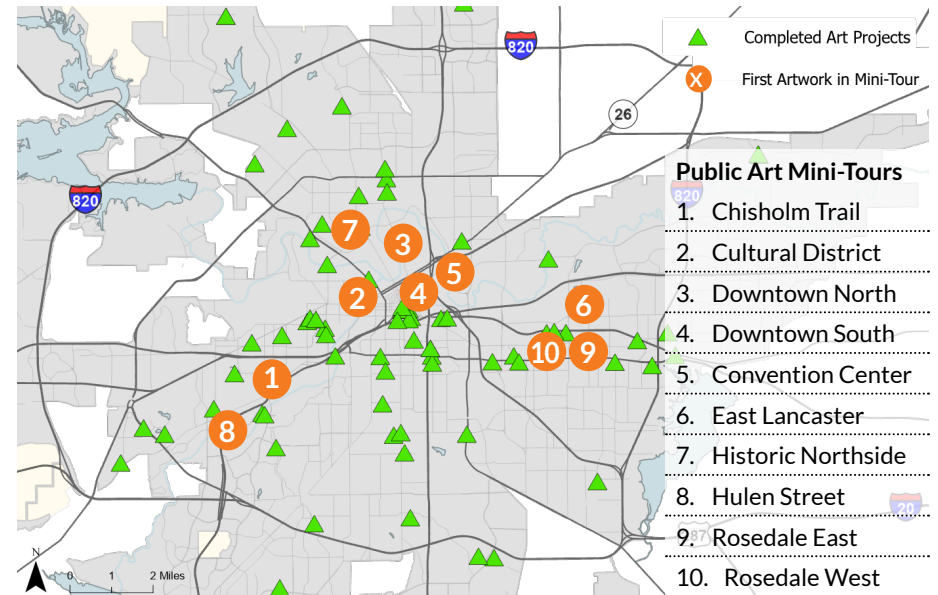 820
Completed Art Projects
X
First Artwork in Mini-Tour
26
820
820
Public Art Mini-Tours
1. Chisholm Trail
2. Cultural District
3. Downtown North
4. Downtown South
5. Convention Center
6. East Lancaster
7. Historic Northside
8. Hulen Street
9. Rosedale East
10. Rosedale West
7
3
5
2
4
6
10
9
1
8
20
87
N
0 1 2 Miles